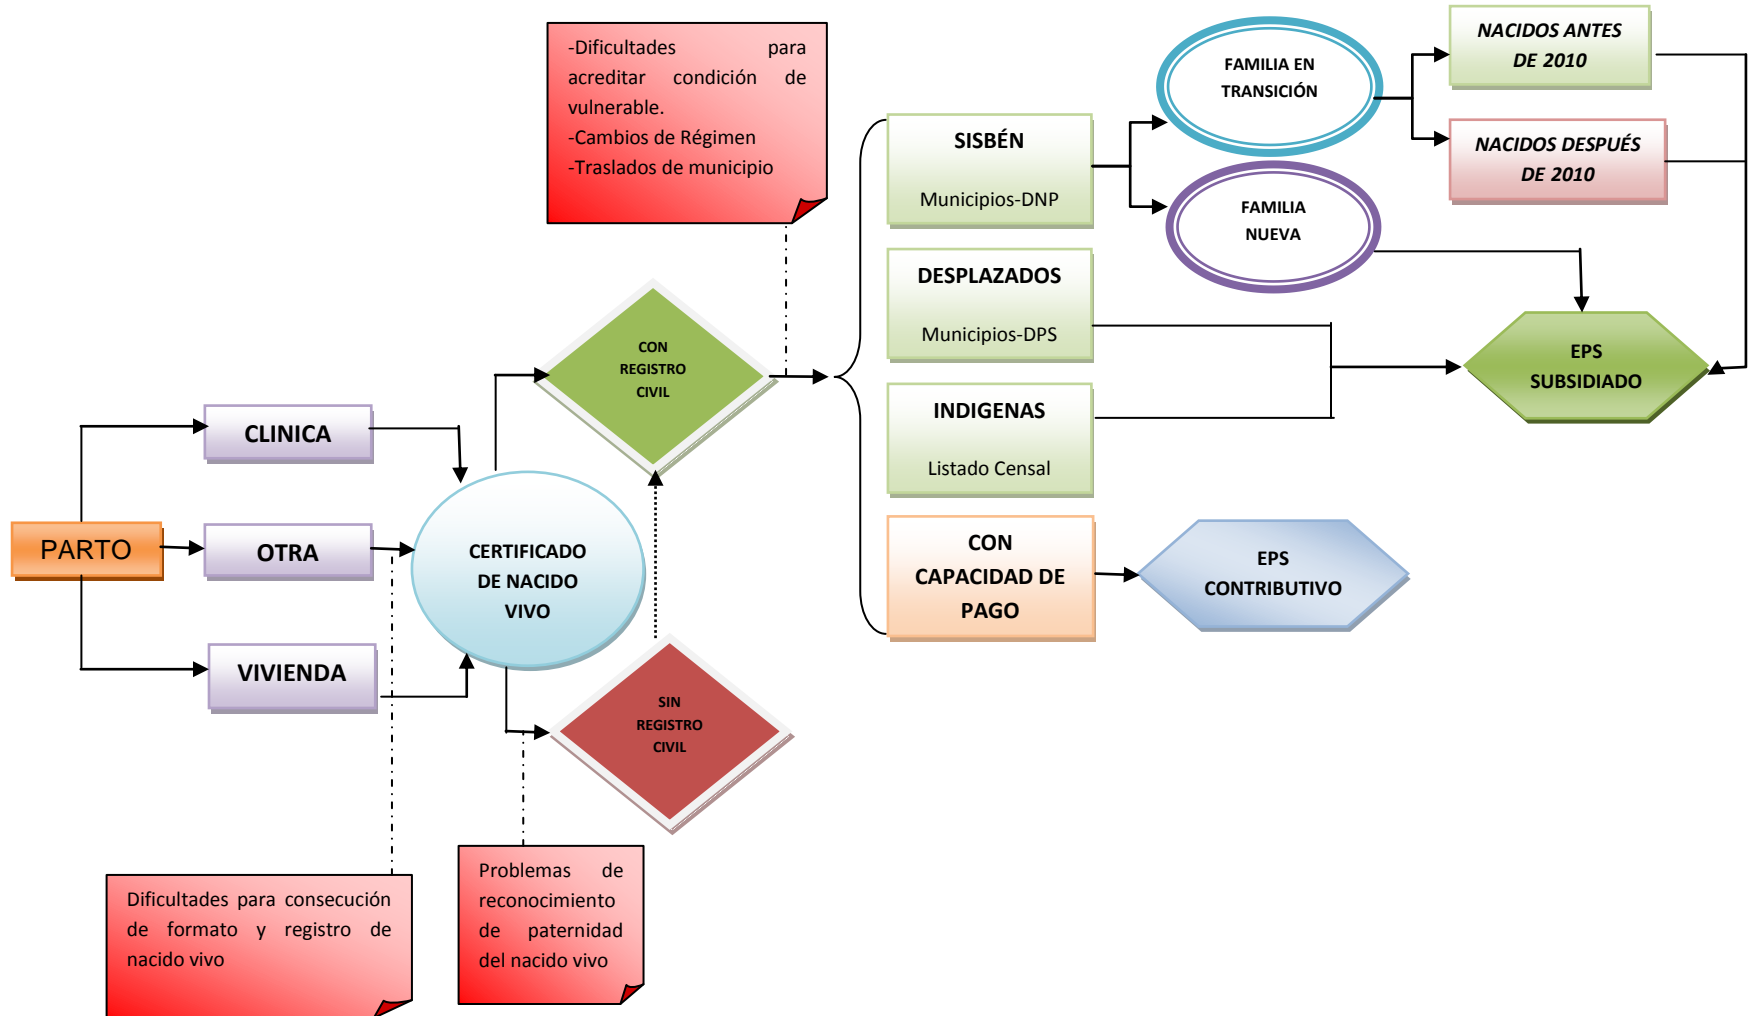 -Dificultades para
acreditar condición de
vulnerable.
-Cambios de Régimen
-Traslados de municipio
FAMILIA EN
TRANSICIÓN
NACIDOS ANTES
DE 2010
NACIDOS DESPUÉS
DE 2010
SISBÉN
Municipios-DNP
FAMILIA
NUEVA
DESPLAZADOS
Municipios-DPS
CON
REGISTRO
CIVIL
EPS
SUBSIDIADO
INDIGENAS
Listado Censal
CLINICA
PARTO
OTRA
VIVIENDA
CERTIFICADO
DE NACIDO
VIVO
CON
CAPACIDAD DE
PAGO
EPS
CONTRIBUTIVO
SIN
REGISTRO
CIVIL
Dificultades para consecución
de formato y registro de
nacido vivo
Problemas de
reconocimiento
de paternidad
del nacido vivo